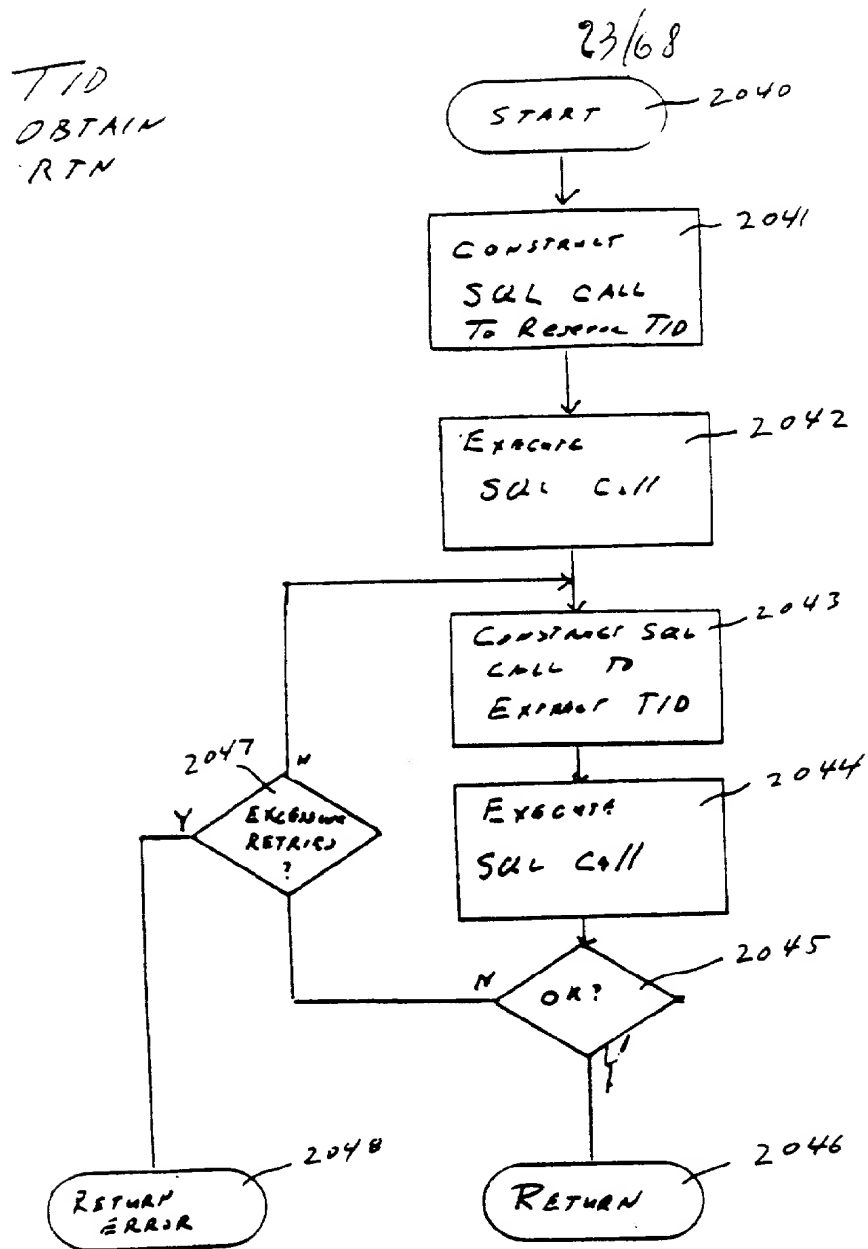 23/68
TID
OBTAIN
RTN
START
2040
CONSTRUCT
SQL CALL
To Reserve TID
2041
EXECUTE
SQL Call
2042
CONSTRUCT SQL
CALL TO
EXTRACT TID
2043
EXECUTE
SQL Call
2044
OK?
2045
N
Y
2047
EXCESSIVE
RETRIES
?
N
Y
RETURN
ERROR
2048
RETURN
2046